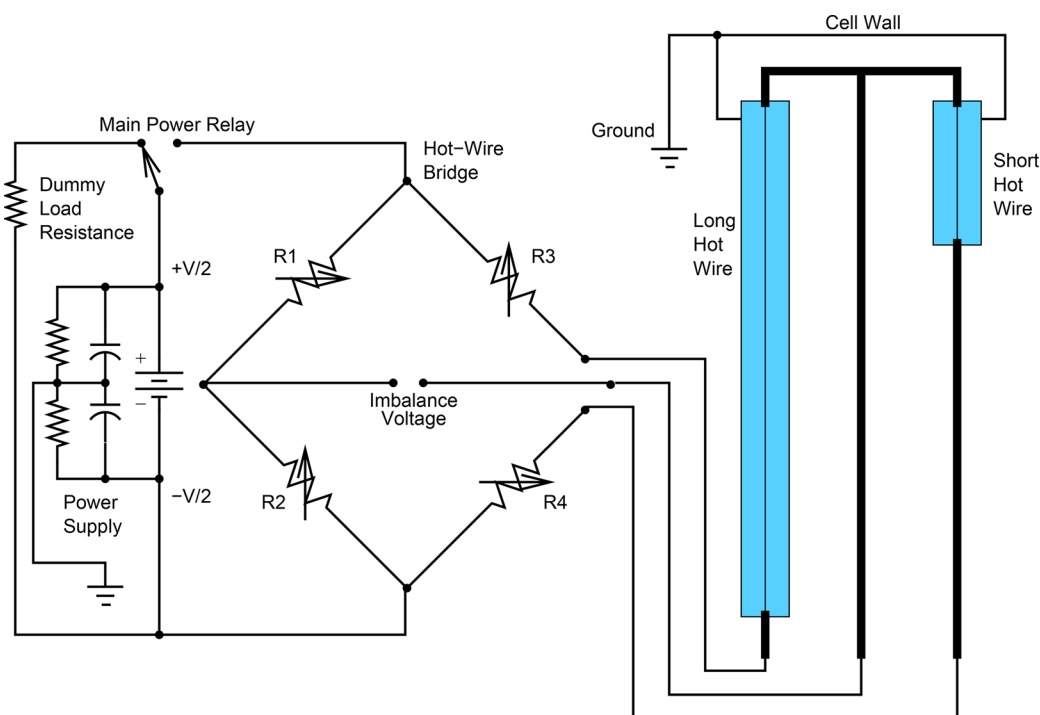 Cell Wall
Main Power Relay
Ground
Hot−Wire
Bridge
Short
Hot
Wire
Dummy
Load
Resistance
Long
Hot
Wire
R1
R3
+V/2
+
−
Imbalance
Voltage
R2
R4
−V/2
Power
Supply